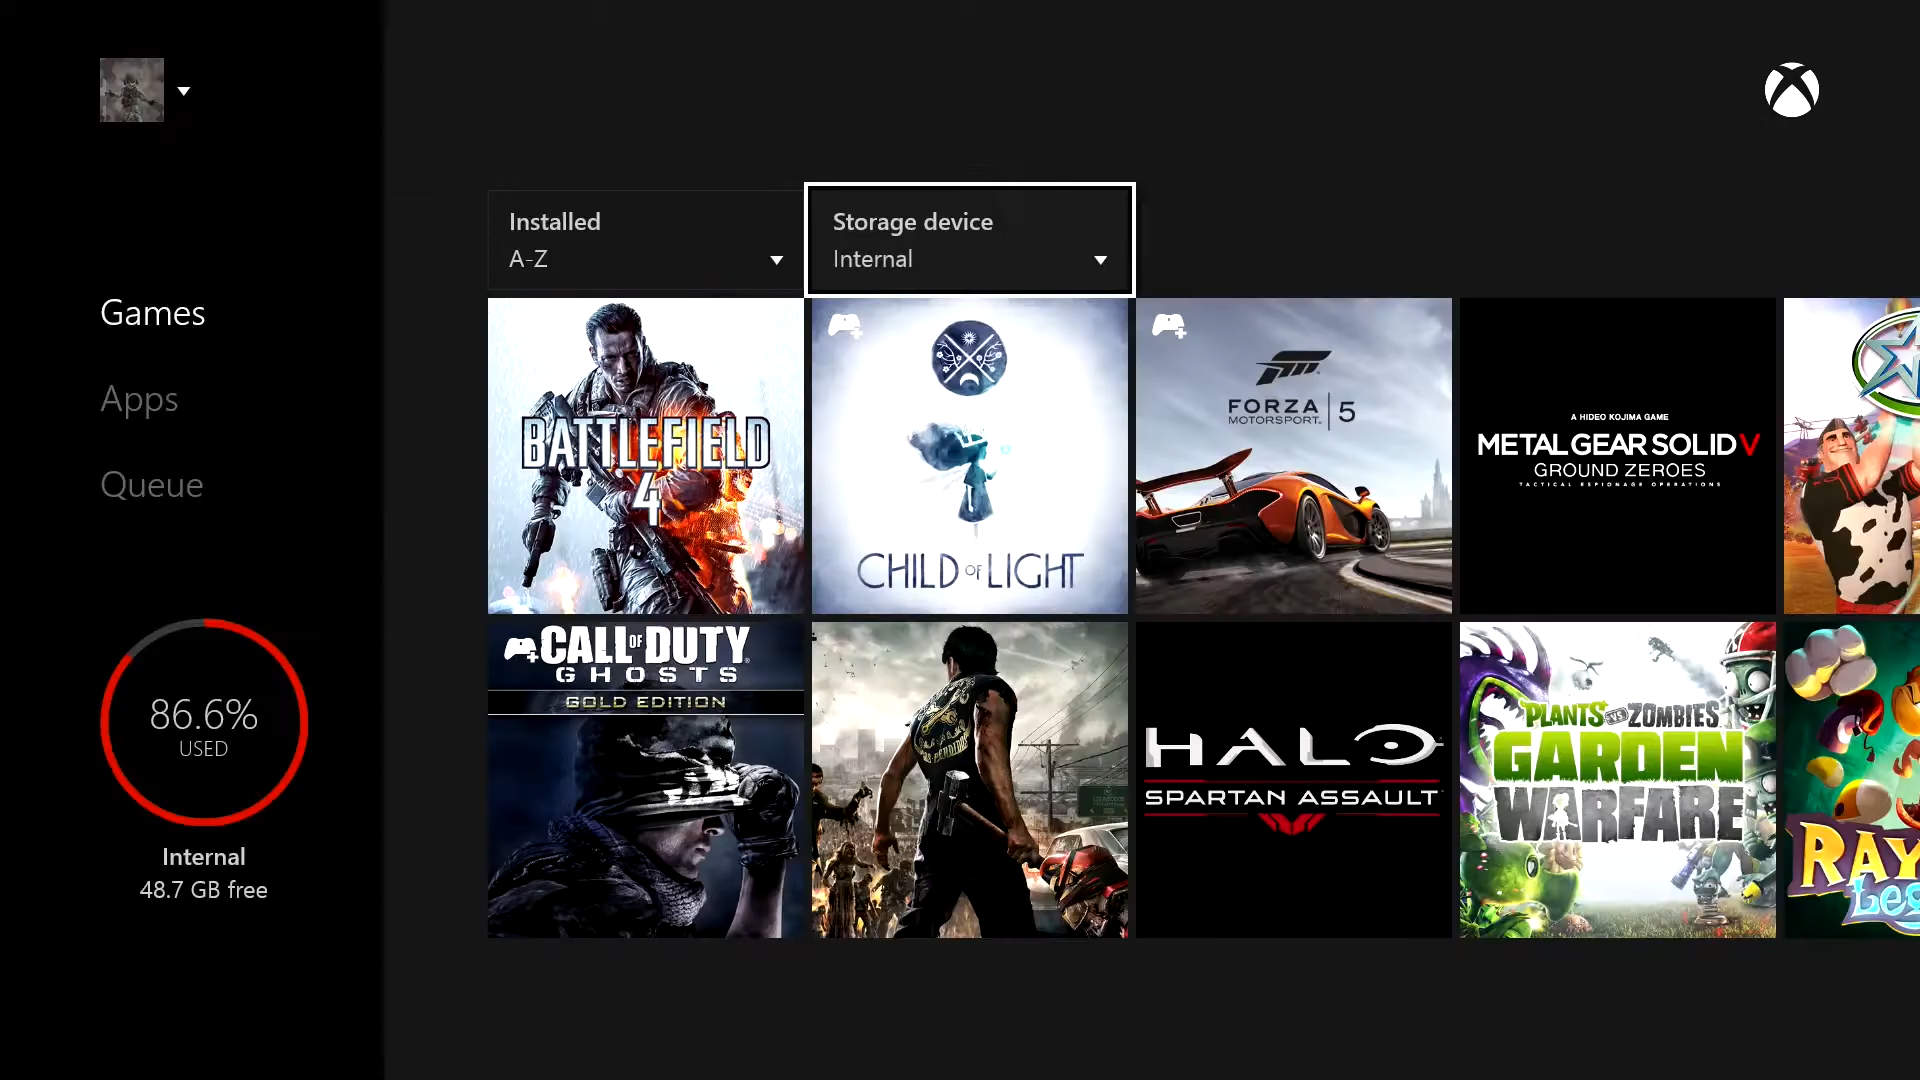 Games
Apps
Queue
86.6%
USED
Internal
48.7 GB free
Installed
A-Z
Storage device
Internal
BATTLEFIELD
4
CHILD OF LIGHT
FORZA
MOTORSPORT. 5
A HIDEO KOJIMA GAME
METAL GEAR SOLID V
GROUND ZEROES
TACTICAL ESPIONAGE OPERATIONS
CALL OF DUTY
GHOSTS
GOLD EDITION
HALO
SPARTAN ASSAULT
PLANTS VS ZOMBIES
GARDEN
WARFARE
RAY
Leg